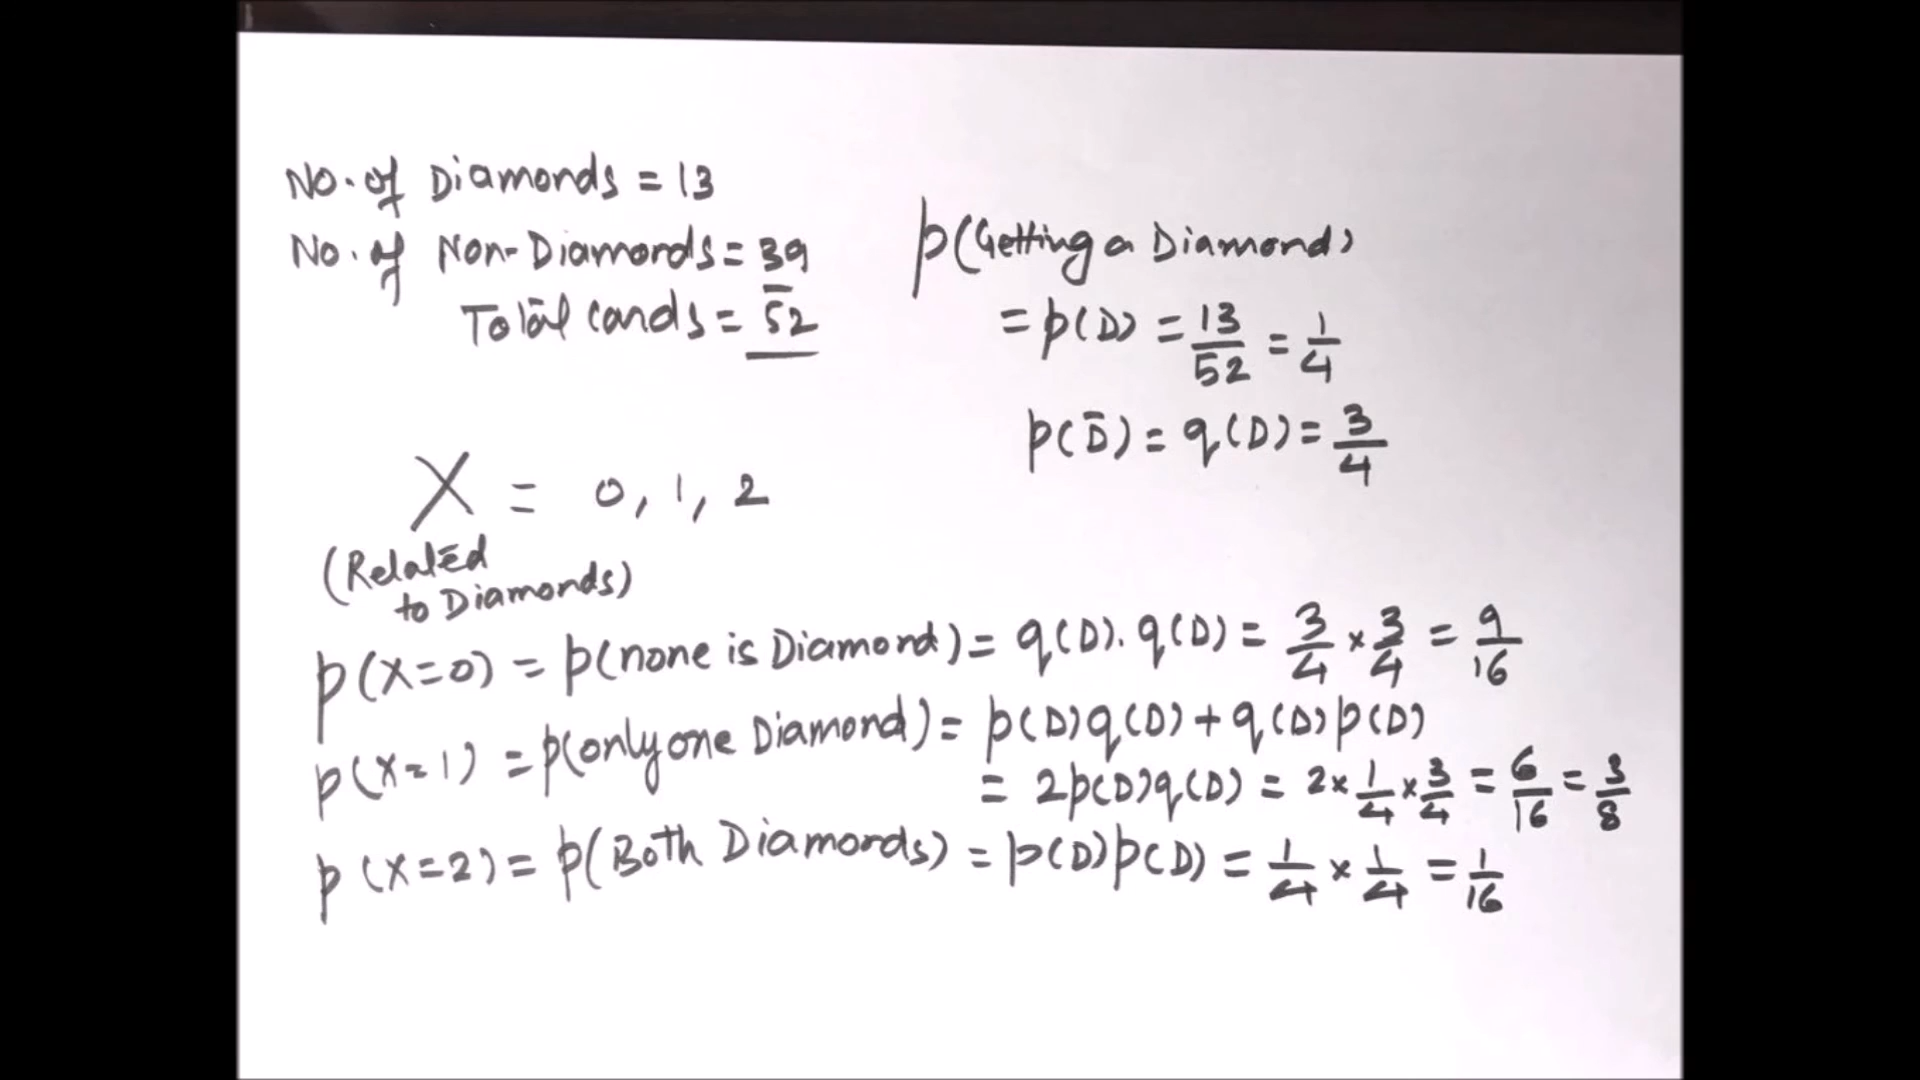 No. of Diamonds = 13
No. of Non-Diamonds = 39
Total cards = 52
p(Getting a Diamond)
= p(D) = 13/52 = 1/4
p(D̄) = q(D) = 3/4
X = 0, 1, 2
(Related
to Diamonds)
p(X=0) = p(none is Diamond) = q(D). q(D) = 3/4 × 3/4 = 9/16
p(X=1) = p(only one Diamond) = p(D)q(D) + q(D)p(D)
= 2p(D)q(D) = 2× 1/4 × 3/4 = 6/16 = 3/8
p(X=2) = p(Both Diamonds) = p(D)p(D) = 1/4 × 1/4 = 1/16